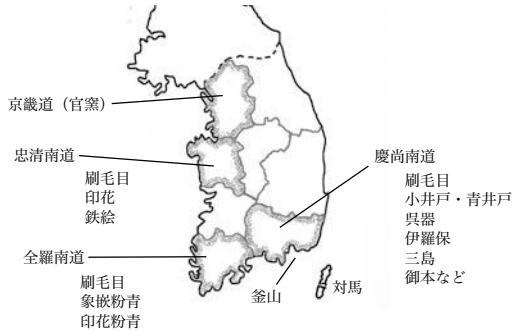 京畿道（官窯）
忠清南道
刷毛目
印花
鉄絵
全羅南道
刷毛目
象嵌粉青
印花粉青
慶尚南道
刷毛目
小井戸・青井戸
呉器
伊羅保
三島
御本など
釜山
対馬